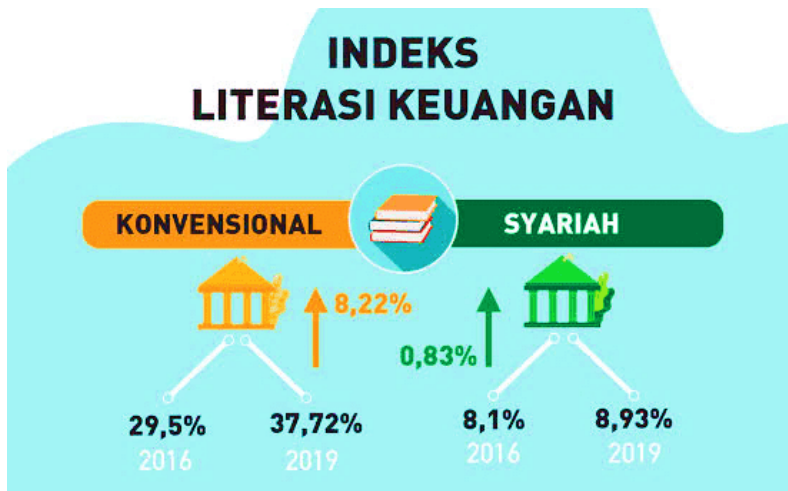 INDEKS
LITERASI KEUANGAN
KONVENSIONAL
SYARIAH
8,22%
0,83%
29,5%
37,72%
8,1%
8,93%
2016
2019
2016
2019